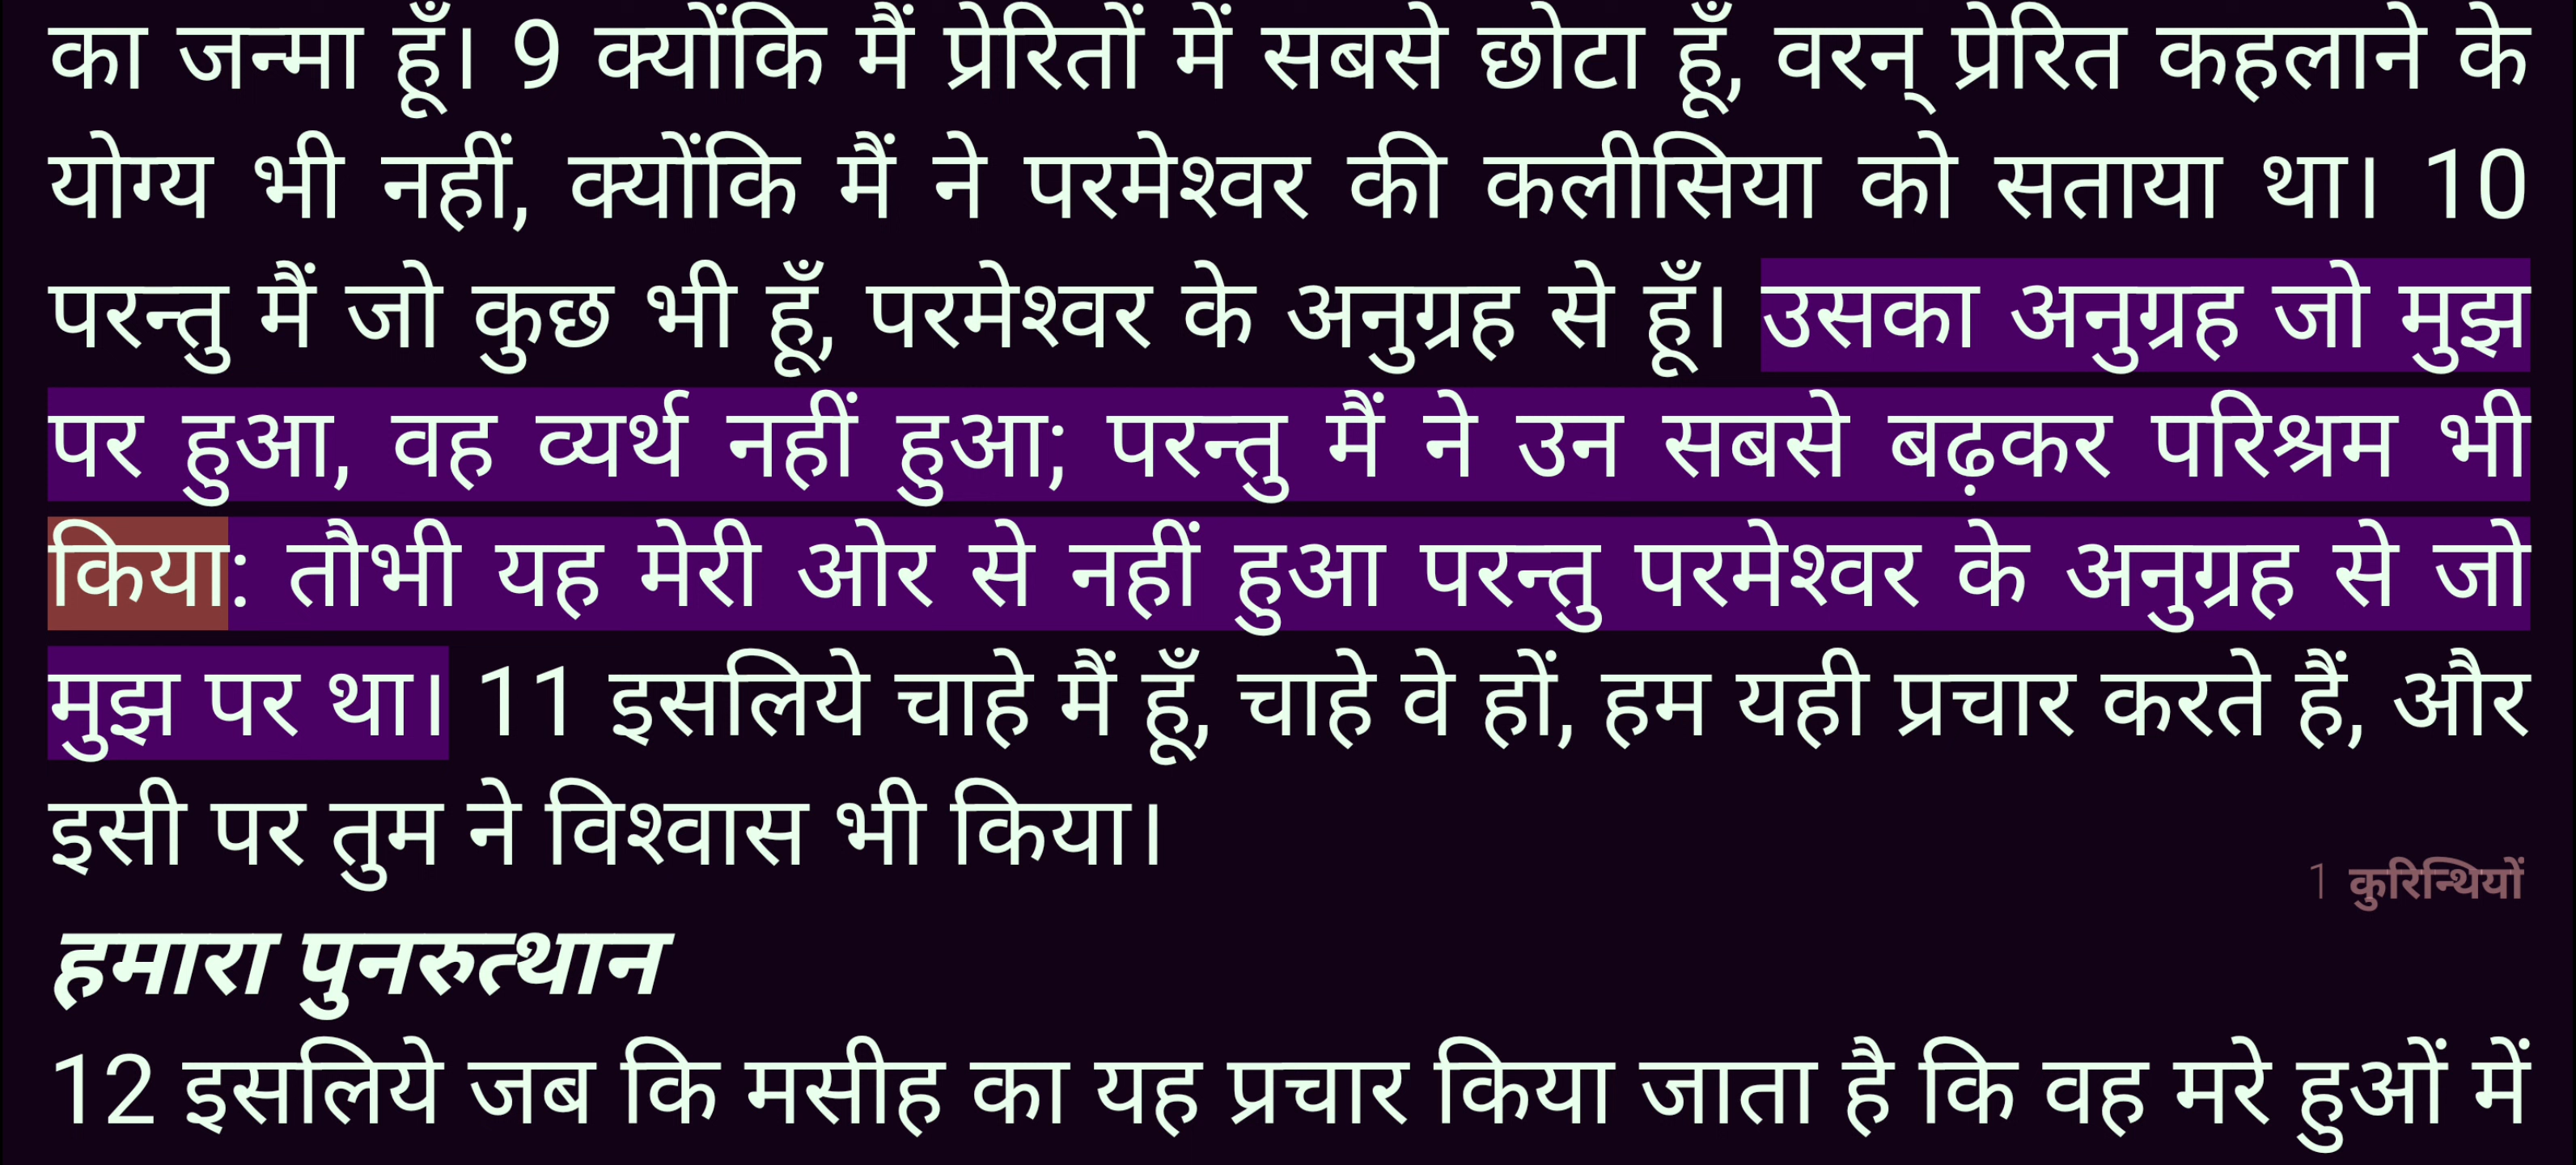 का जन्मा हूँ। 9 क्योंकि मैं प्रेरितों में सबसे छोटा हूँ, वरन् प्रेरित कहलाने के
योग्य भी नहीं, क्योंकि मैं ने परमेश्वर की कलीसिया को सताया था। 10
परन्तु मैं जो कुछ भी हूँ, परमेश्वर के अनुग्रह से हूँ। उसका अनुग्रह जो मुझ
पर हुआ, वह व्यर्थ नहीं हुआ; परन्तु मैं ने उन सबसे बढ़कर परिश्रम भी
किया: तौभी यह मेरी ओर से नहीं हुआ परन्तु परमेश्वर के अनुग्रह से जो
मुझ पर था। 11 इसलिये चाहे मैं हूँ, चाहे वे हों, हम यही प्रचार करते हैं, और
इसी पर तुम ने विश्वास भी किया।
1 कुरिन्थियों
हमारा पुनरुत्थान
12 इसलिये जब कि मसीह का यह प्रचार किया जाता है कि वह मरे हुओं में